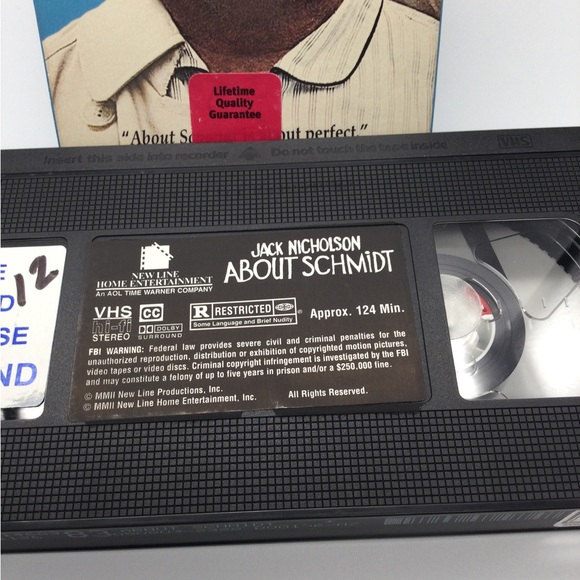 Lifetime
Quality
Guarantee
"About out perfect."
Insert this side into recorder Do not touch the tape inside
VHS
E
D
SE
ND
12
NEW LINE
HOME ENTERTAINMENT
An AOL TIME WARNER COMPANY
JACK NICHOLSON
ABOUT SCHMIDT
VHS
hi-fi
STEREO
CC
DOLBY
SURROUND
R RESTRICTED
Some Language and Brief Nudity
Approx. 124 Min.
FBI WARNING: Federal law provides severe civil and criminal penalties for the
unauthorized reproduction, distribution or exhibition of copyrighted motion pictures,
video tapes or video discs. Criminal copyright infringement is investigated by the FBI
and may constitute a felony of up to five years in prison and/or a $250.000 fine.
© MMII New Line Productions, Inc.
© MMII New Line Home Entertainment, Inc. All Rights Reserved.